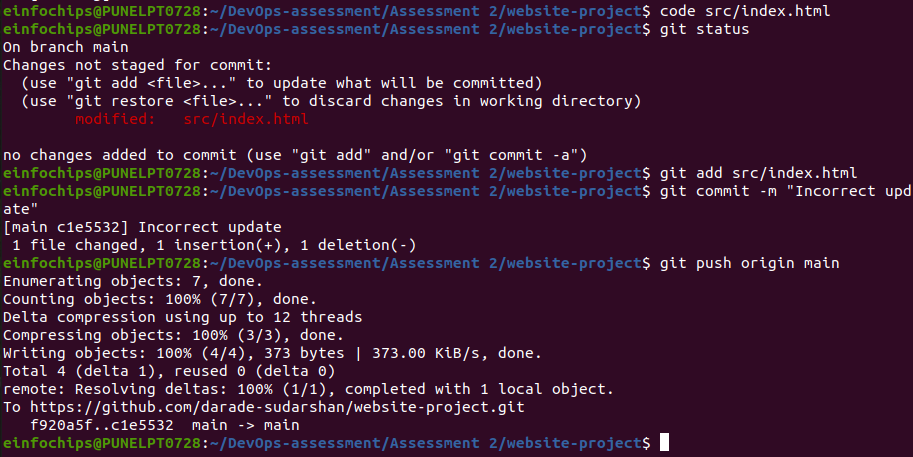 einfochips@PUNELPT0728:~/DevOps-assessment/Assessment 2/website-project$ code src/index.html
einfochips@PUNELPT0728:~/DevOps-assessment/Assessment 2/website-project$ git status
On branch main
Changes not staged for commit:
  (use "git add <file>..." to update what will be committed)
  (use "git restore <file>..." to discard changes in working directory)
        modified:   src/index.html

no changes added to commit (use "git add" and/or "git commit -a")
einfochips@PUNELPT0728:~/DevOps-assessment/Assessment 2/website-project$ git add src/index.html
einfochips@PUNELPT0728:~/DevOps-assessment/Assessment 2/website-project$ git commit -m "Incorrect upd
ate"
[main c1e5532] Incorrect update
 1 file changed, 1 insertion(+), 1 deletion(-)
einfochips@PUNELPT0728:~/DevOps-assessment/Assessment 2/website-project$ git push origin main
Enumerating objects: 7, done.
Counting objects: 100% (7/7), done.
Delta compression using up to 12 threads
Compressing objects: 100% (3/3), done.
Writing objects: 100% (4/4), 373 bytes | 373.00 KiB/s, done.
Total 4 (delta 1), reused 0 (delta 0)
remote: Resolving deltas: 100% (1/1), completed with 1 local object.
To https://github.com/darade-sudarshan/website-project.git
   f920a5f..c1e5532  main -> main
einfochips@PUNELPT0728:~/DevOps-assessment/Assessment 2/website-project$